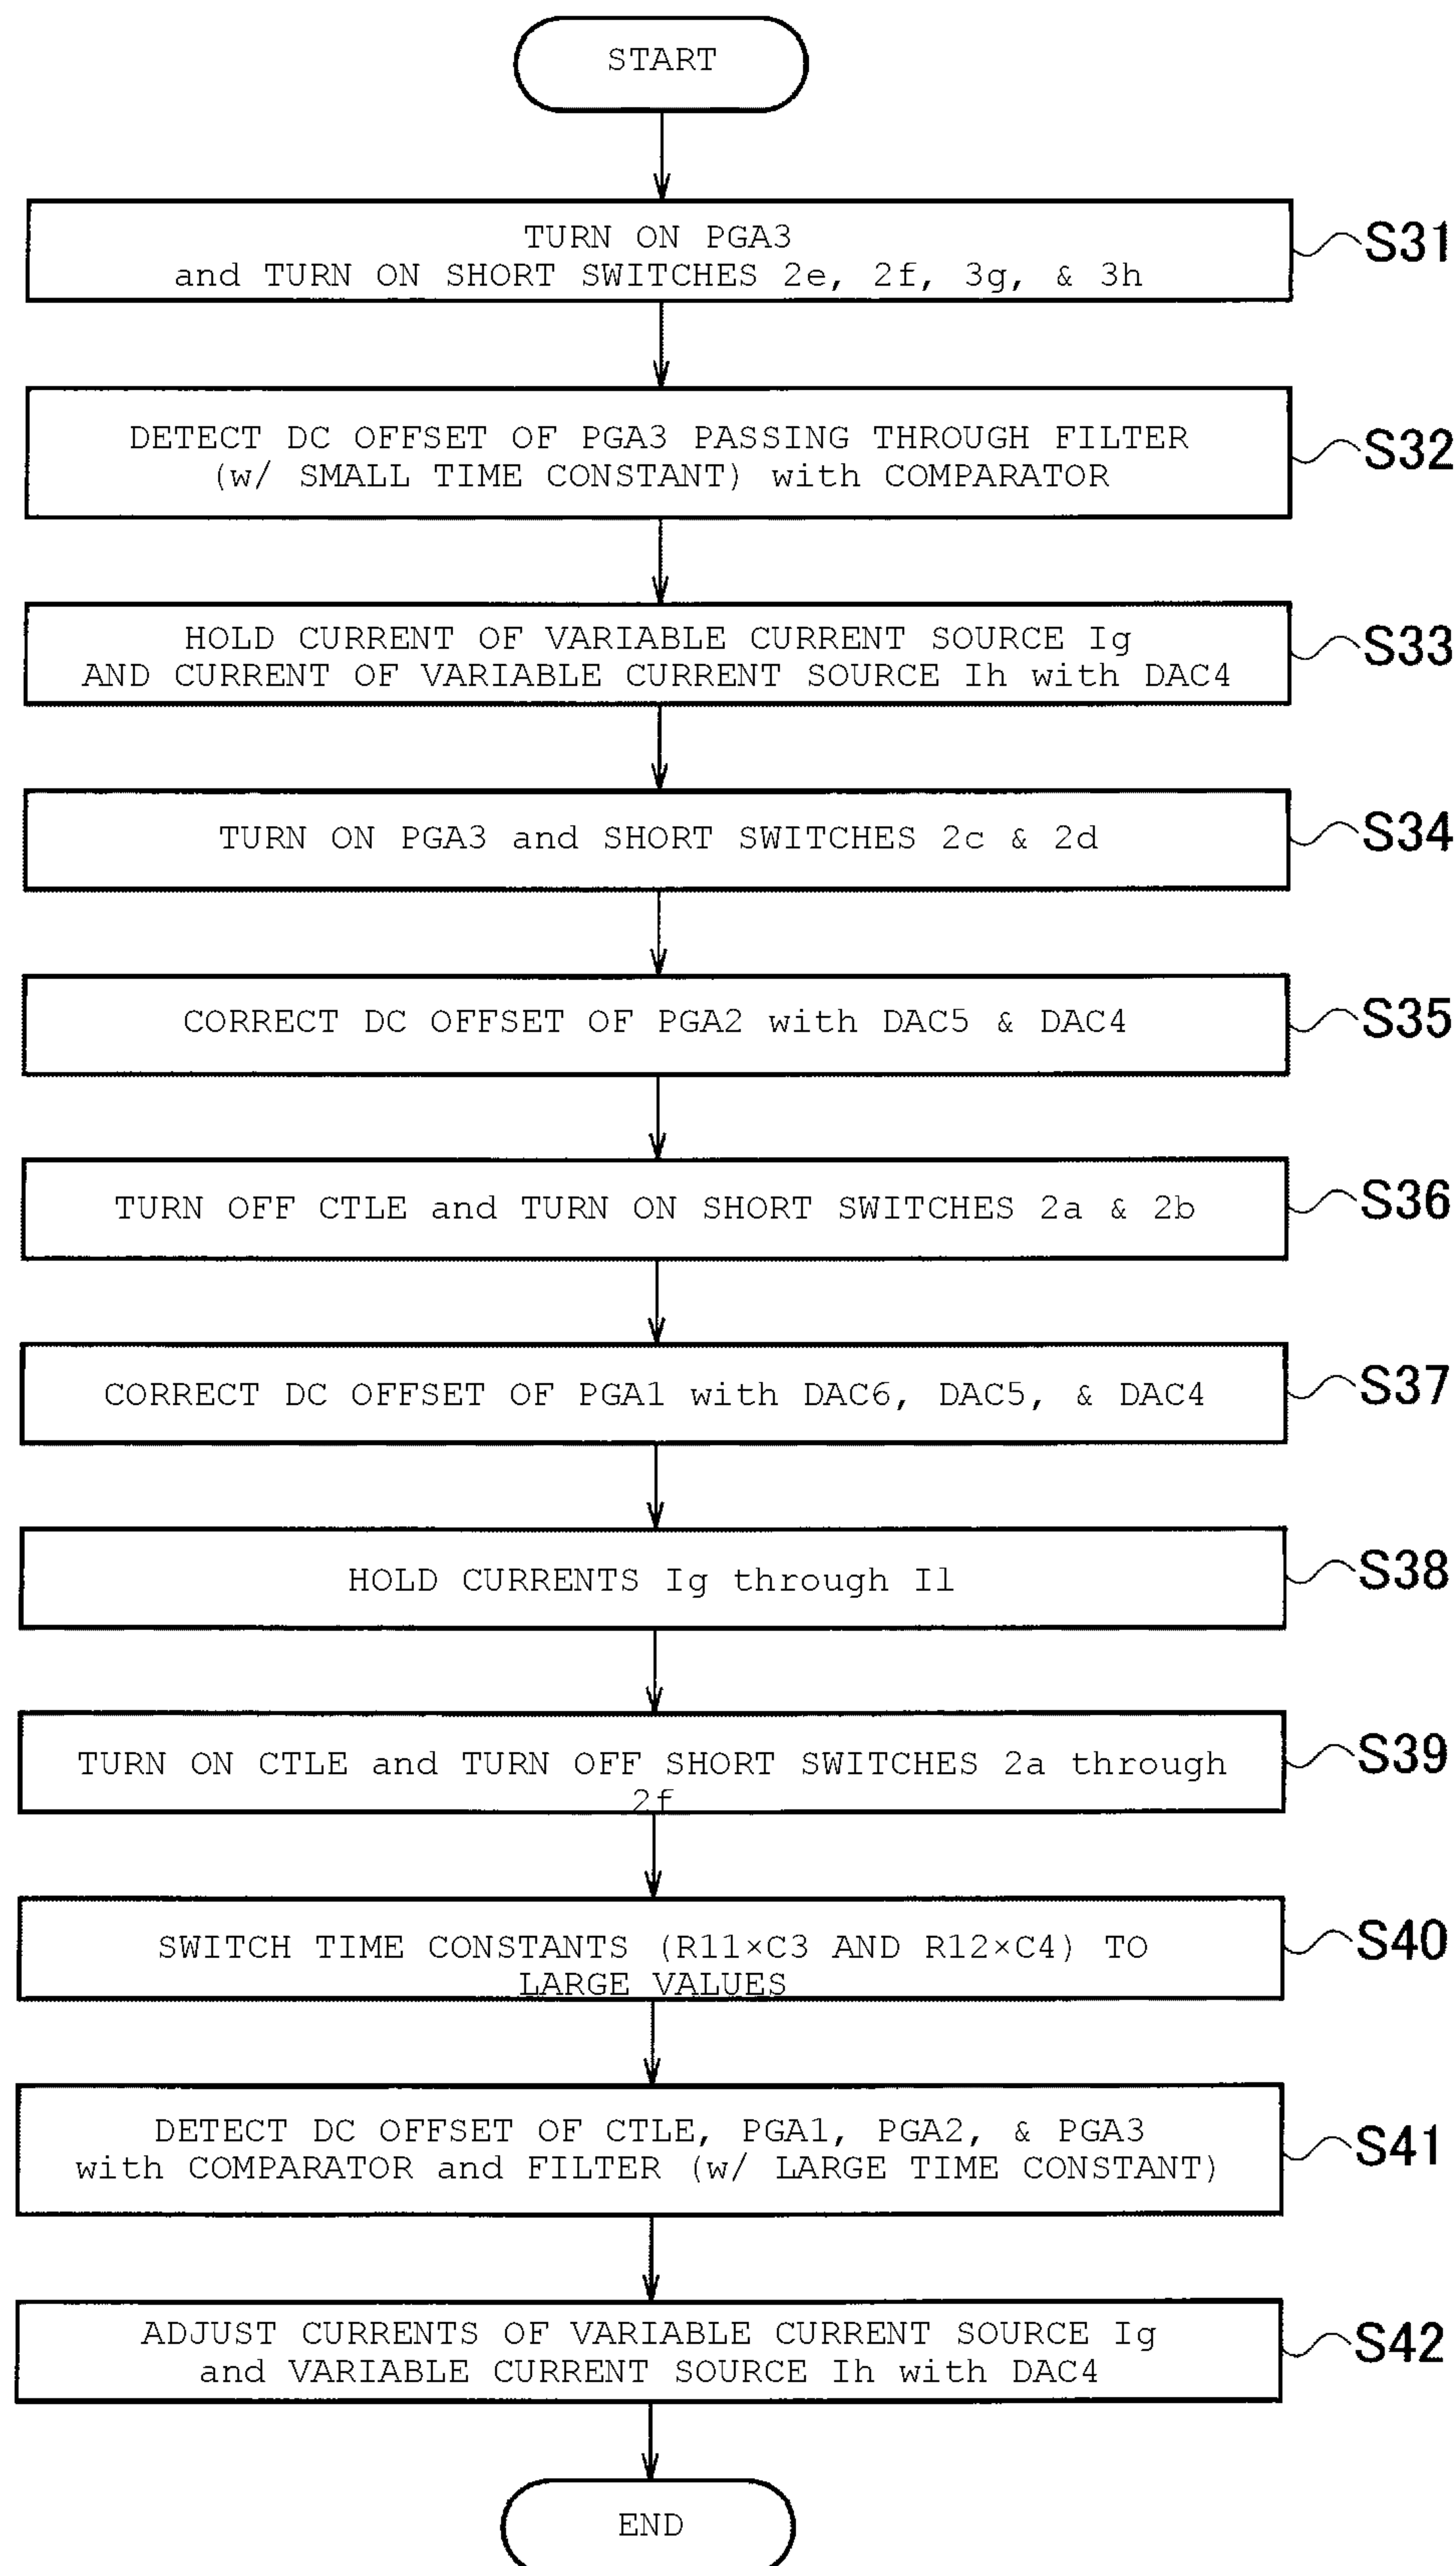 START
TURN ON PGA3
and TURN ON SHORT SWITCHES 2e, 2f, 3g, & 3h
S31
DETECT DC OFFSET OF PGA3 PASSING THROUGH FILTER
(w/ SMALL TIME CONSTANT) with COMPARATOR
S32
HOLD CURRENT OF VARIABLE CURRENT SOURCE Ig
AND CURRENT OF VARIABLE CURRENT SOURCE Ih with DAC4
S33
TURN ON PGA3 and SHORT SWITCHES 2c & 2d
S34
CORRECT DC OFFSET OF PGA2 with DAC5 & DAC4
S35
TURN OFF CTLE and TURN ON SHORT SWITCHES 2a & 2b
S36
CORRECT DC OFFSET OF PGA1 with DAC6, DAC5, & DAC4
S37
HOLD CURRENTS Ig through Il
S38
TURN ON CTLE and TURN OFF SHORT SWITCHES 2a through
2f
S39
SWITCH TIME CONSTANTS (R11×C3 AND R12×C4) TO
LARGE VALUES
S40
DETECT DC OFFSET OF CTLE, PGA1, PGA2, & PGA3
with COMPARATOR and FILTER (w/ LARGE TIME CONSTANT)
S41
ADJUST CURRENTS OF VARIABLE CURRENT SOURCE Ig
and VARIABLE CURRENT SOURCE Ih with DAC4
S42
END